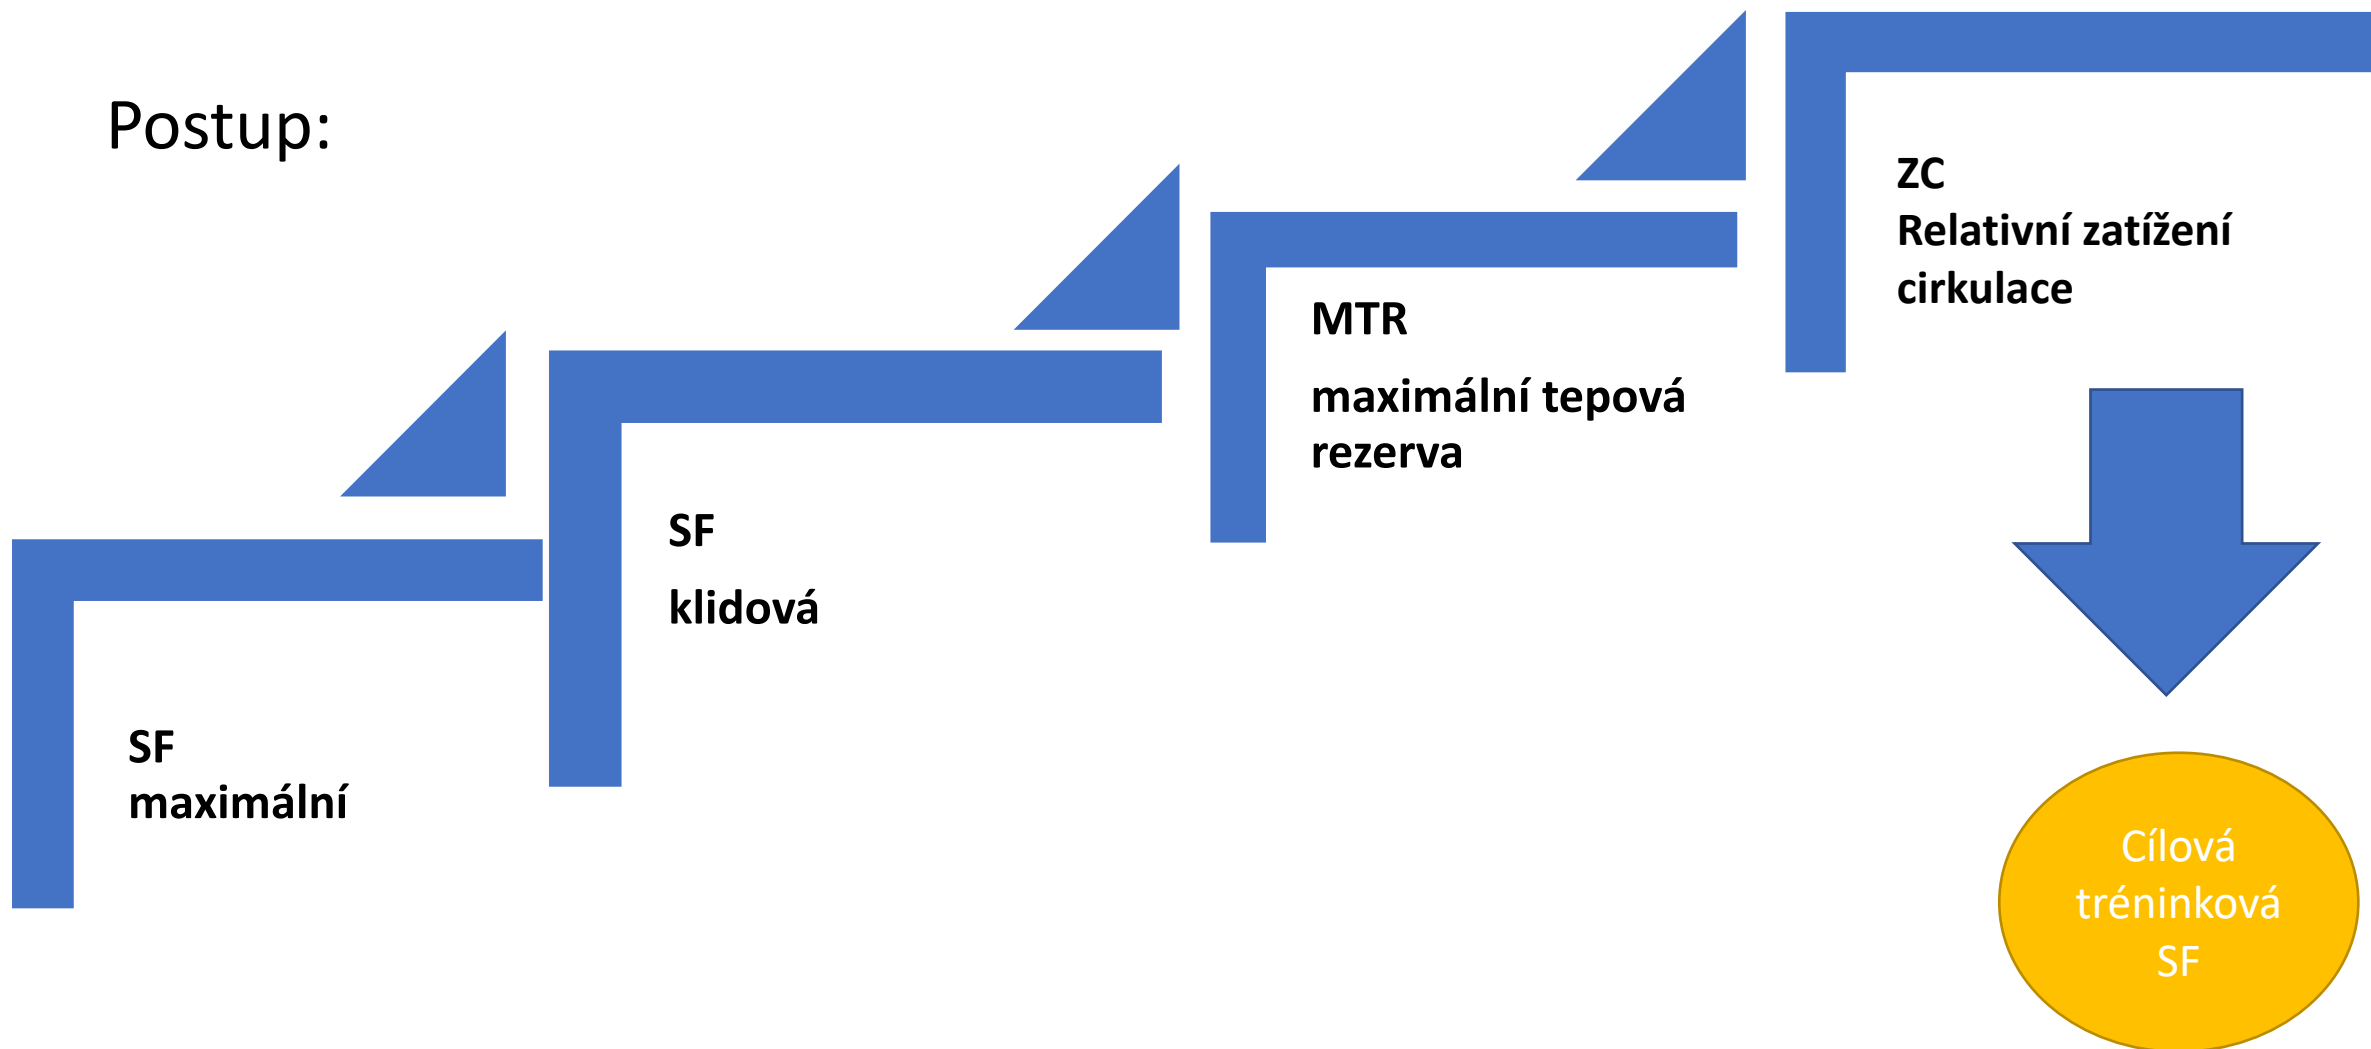 Postup:
SF
maximální
SF
klidová
MTR
maximální tepová
rezerva
ZC
Relativní zatížení
cirkulace
Cílová
tréninková
SF